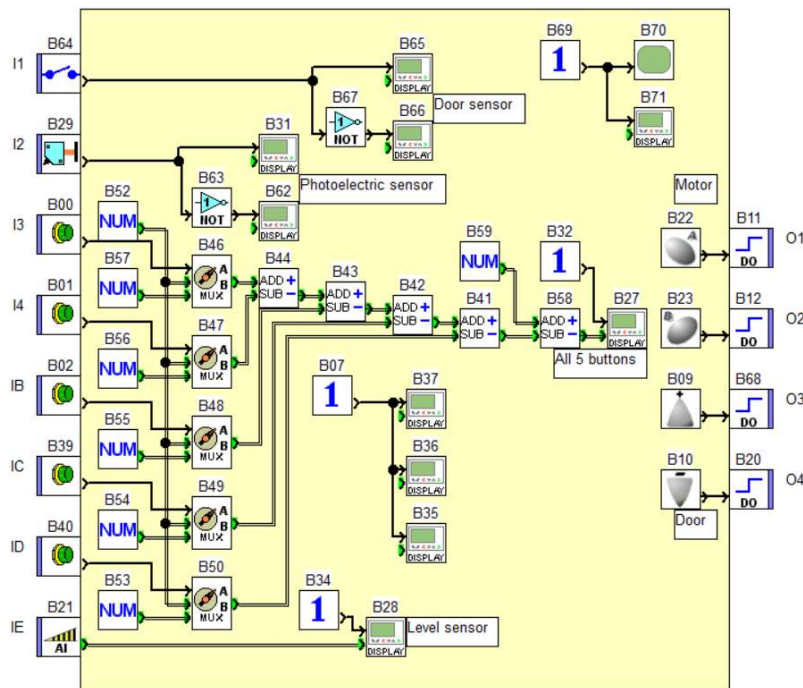 B64
B65
B69
B70
I1
1
DISPLAY
B67
B66
Door sensor
B71
B29
1
NOT
DISPLAY
DISPLAY
I2
B31
DISPLAY
B63
B62
Photoelectric sensor
Motor
B52
1
NOT
DISPLAY
B00
NUM
B22
B11
I3
B46
B59
B32
A
O1
B57
A
B
MUX
B44
B43
NUM
1
DO
NUM
ADD +
SUB -
ADD +
SUB -
B42
B41
B58
B27
B01
ADD +
SUB -
ADD +
SUB -
ADD +
SUB -
DISPLAY
B23
B12
I4
B47
B
O2
B56
A
B
MUX
All 5 buttons
DO
NUM
B02
B07
B37
B09
B68
IB
B48
1
DISPLAY
+
O3
B55
A
B
MUX
B36
DO
NUM
B39
DISPLAY
B10
B20
IC
B49
-
O4
B54
A
B
MUX
B35
Door
DO
NUM
DISPLAY
B40
ID
B50
B53
A
B
MUX
B34
B21
NUM
1
B28
IE
Level sensor
AI
DISPLAY